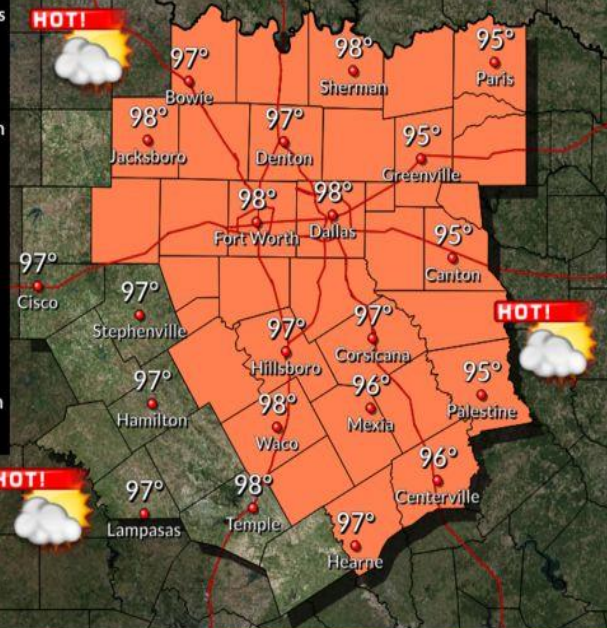 HOT!
97°
Bowie
98°
Sherman
95°
Paris
98°
Jacksboro
97°
Denton
95°
Greenville
98°
Fort Worth
98°
Dallas
95°
Canton
97°
Cisco
97°
Stephenville
HOT!
97°
Hillsboro
97°
Corsicana
97°
Hamilton
98°
Waco
96°
Mexia
95°
Palestine
HOT!
97°
Lampasas
98°
Temple
96°
Centerville
97°
Hearne